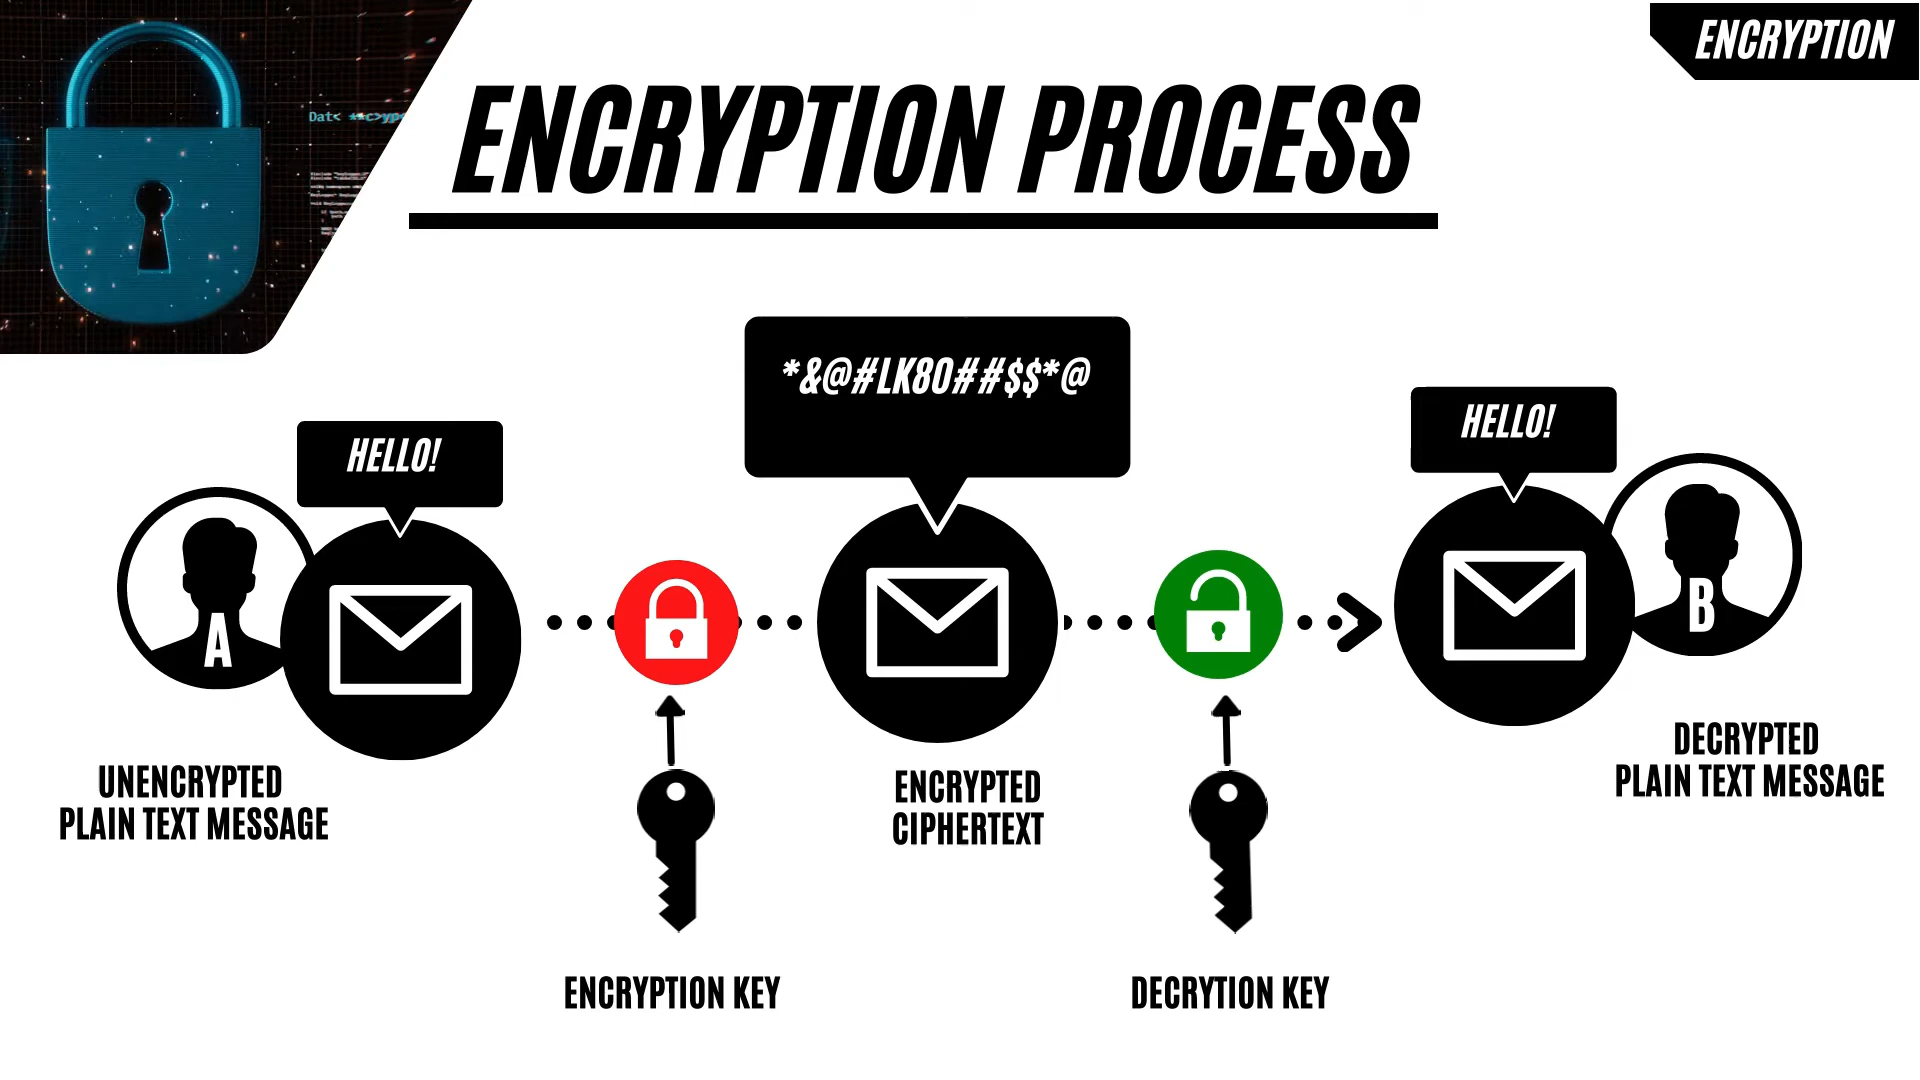 ENCRYPTION
ENCRYPTION PROCESS
*&@#LK80##$$*@
HELLO!
HELLO!
A
B
UNENCRYPTED
PLAIN TEXT MESSAGE
ENCRYPTED
CIPHERTEXT
DECRYPTED
PLAIN TEXT MESSAGE
ENCRYPTION KEY
DECRYTION KEY